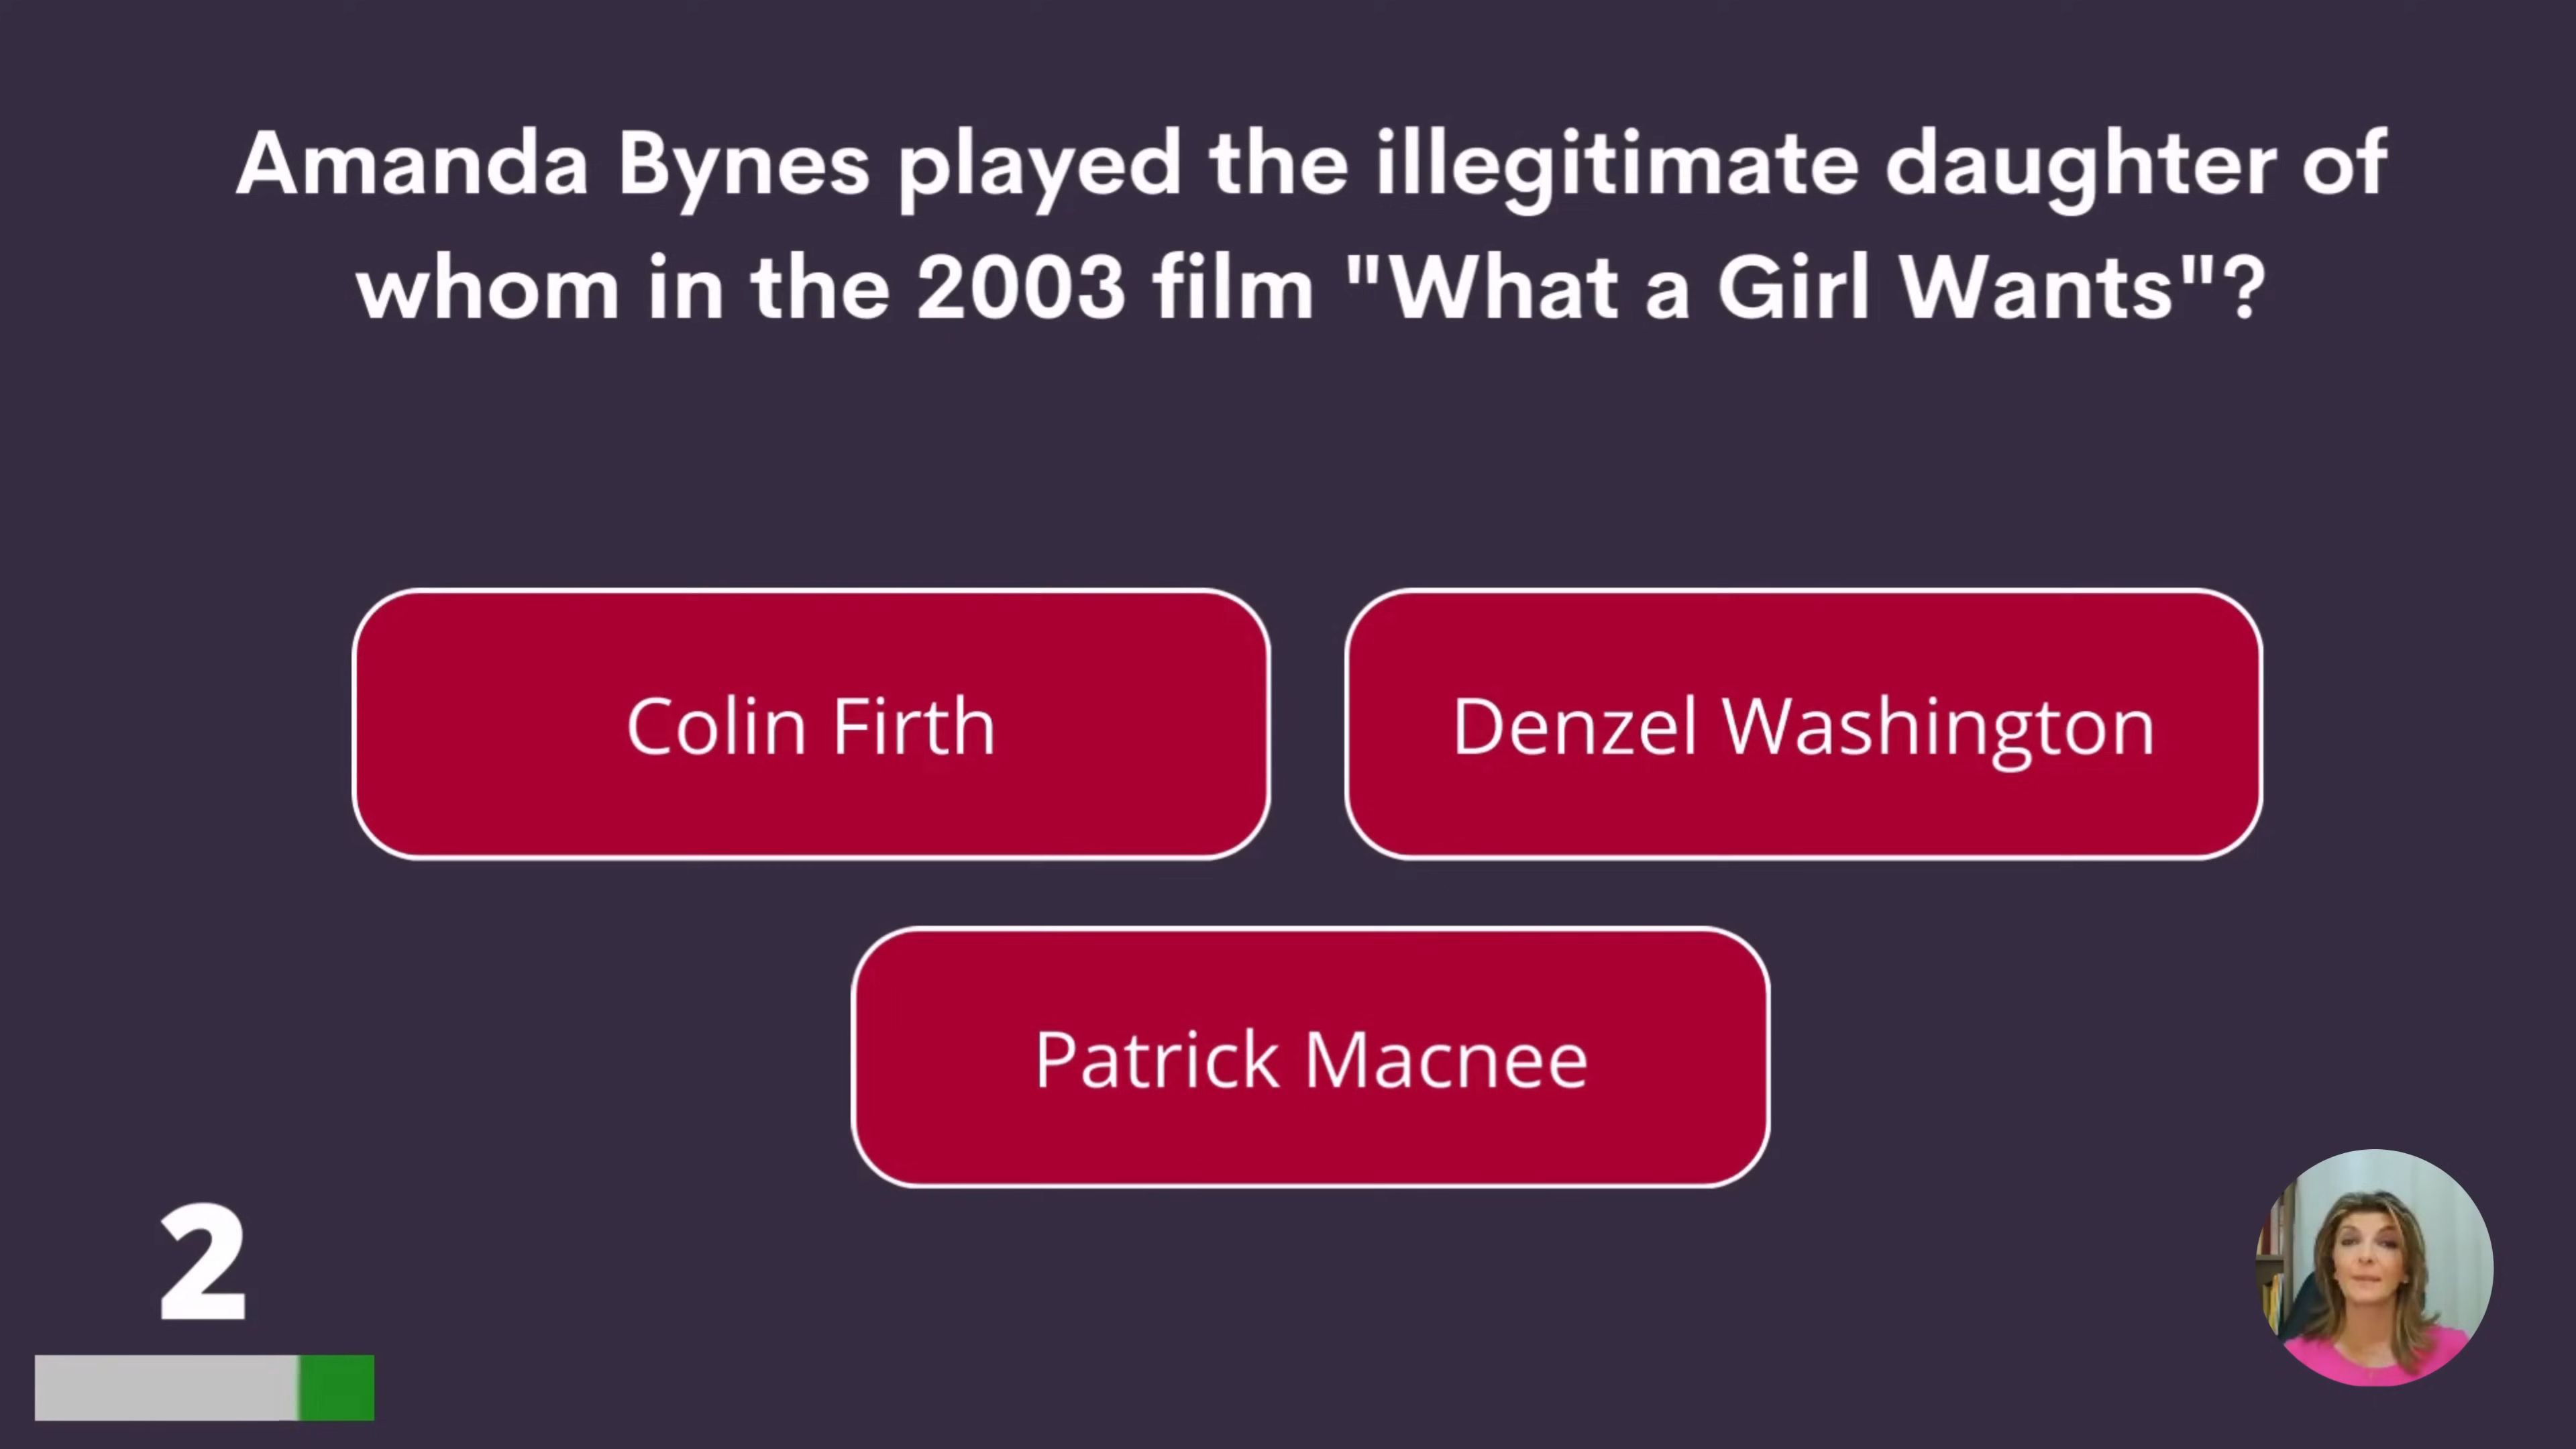 Amanda Bynes played the illegitimate daughter of
whom in the 2003 film "What a Girl Wants"?
Colin Firth
Denzel Washington
Patrick Macnee
2